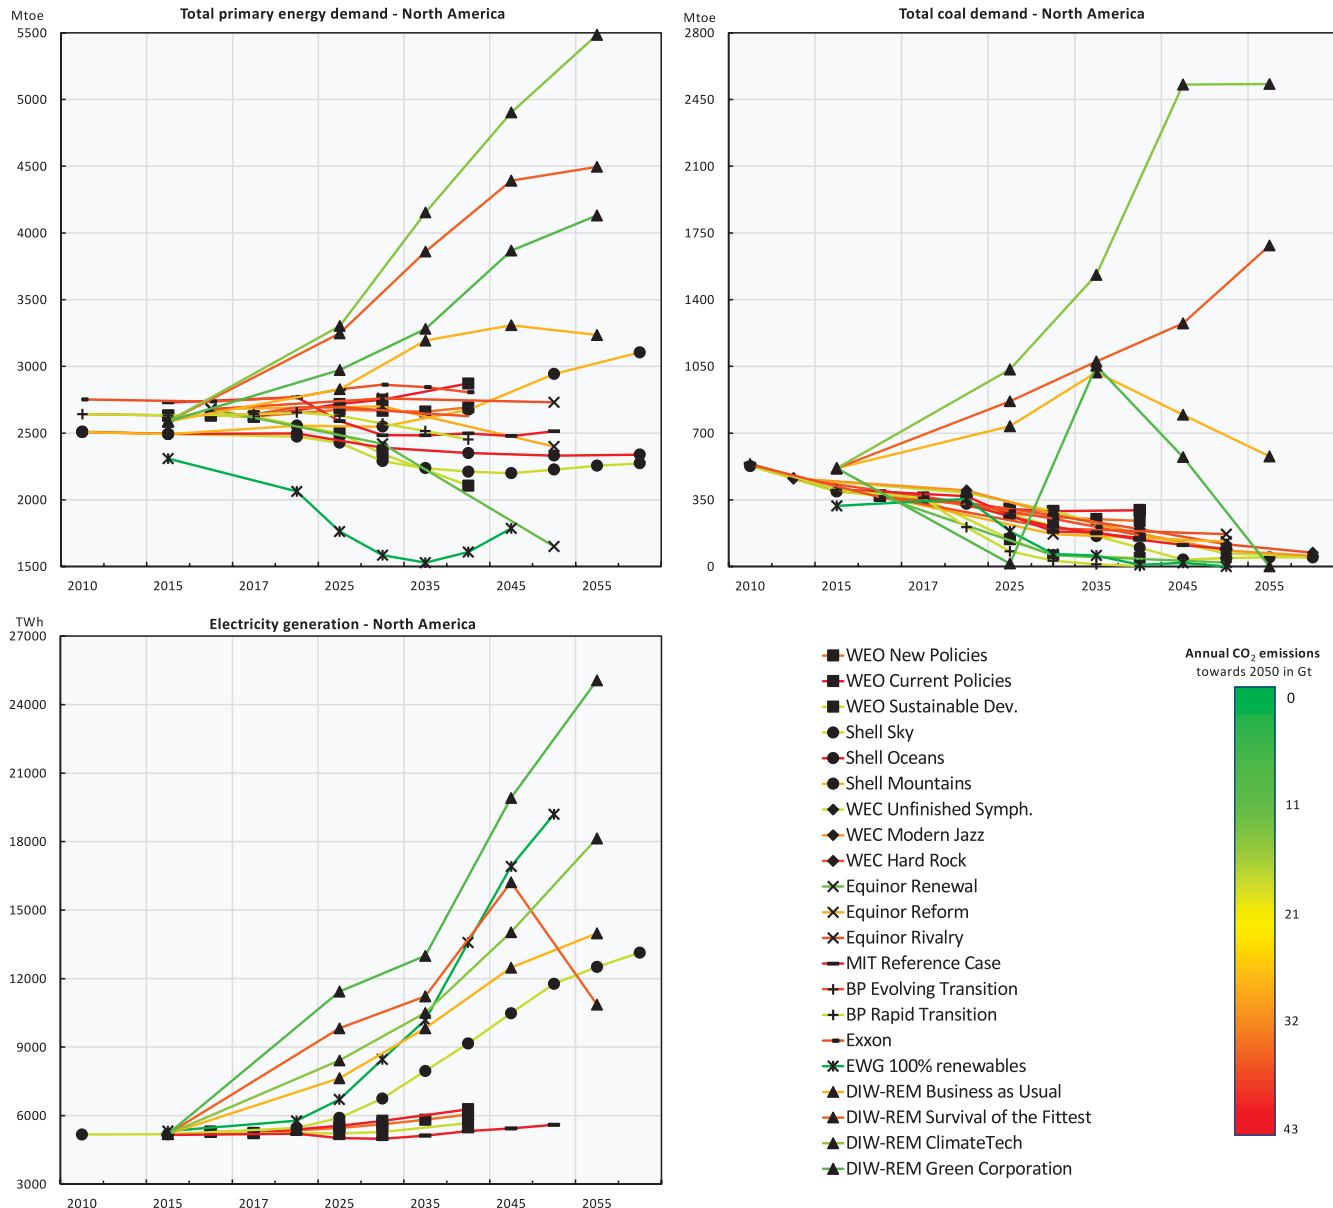 Total primary energy demand - North America
Mtoe
5500
5000
4500
4000
3500
3000
2500
2000
1500
2010 2015 2017 2025 2035 2045 2055
Total coal demand - North America
Mtoe
2800
2450
2100
1750
1400
1050
700
350
0
2010 2015 2017 2025 2035 2045 2055
Electricity generation - North America
TWh
27000
24000
21000
18000
15000
12000
9000
6000
3000
2010 2015 2017 2025 2035 2045 2055
WEO New Policies
WEO Current Policies
WEO Sustainable Dev.
Shell Sky
Shell Oceans
Shell Mountains
WEC Unfinished Symph.
WEC Modern Jazz
WEC Hard Rock
Equinor Renewal
Equinor Reform
Equinor Rivalry
MIT Reference Case
BP Evolving Transition
BP Rapid Transition
Exxon
EWG 100% renewables
DIW-REM Business as Usual
DIW-REM Survival of the Fittest
DIW-REM ClimateTech
DIW-REM Green Corporation
Annual CO2 emissions
towards 2050 in Gt
0
11
21
32
43